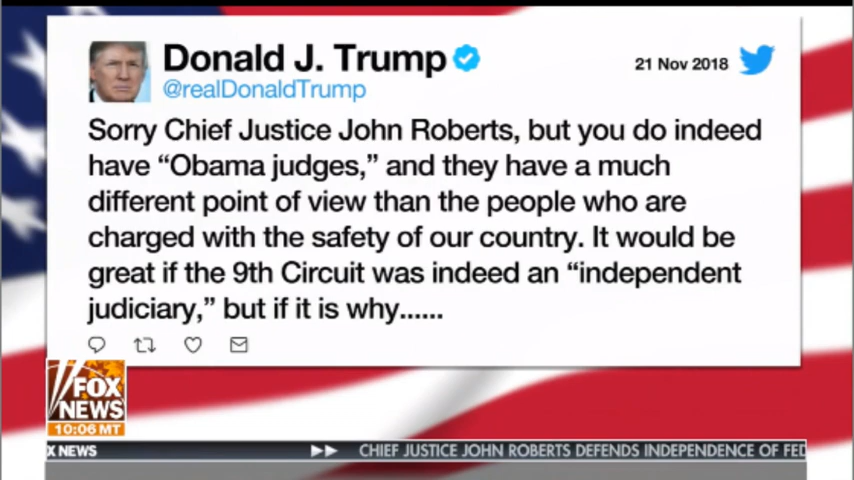 Donald J. Trump
21 Nov 2018
@realDonaldTrump
Sorry Chief Justice John Roberts, but you do indeed
have “Obama judges,” and they have a much
different point of view than the people who are
charged with the safety of our country. It would be
great if the 9th Circuit was indeed an “independent
judiciary,” but if it is why......
FOX
NEWS
10:06 MT
X NEWS
CHIEF JUSTICE JOHN ROBERTS DEFENDS INDEPENDENCE OF FED